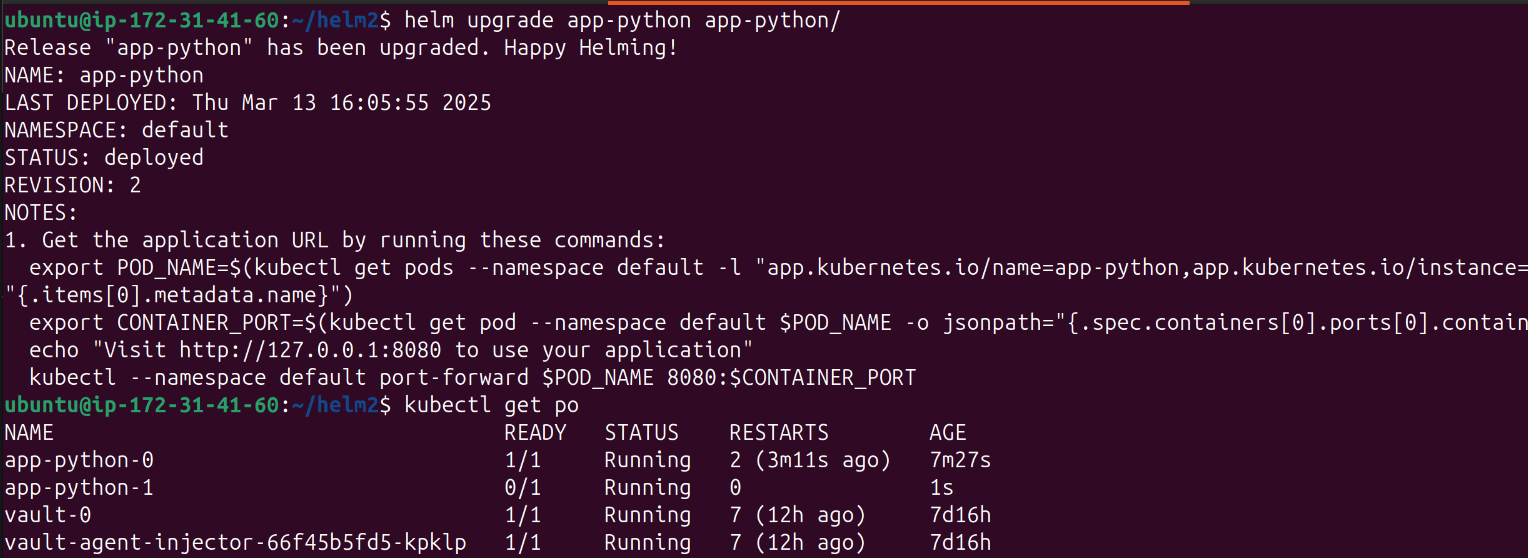 ubuntu@ip-172-31-41-60:~/helm2$ helm upgrade app-python app-python/
Release "app-python" has been upgraded. Happy Helming!
NAME: app-python
LAST DEPLOYED: Thu Mar 13 16:05:55 2025
NAMESPACE: default
STATUS: deployed
REVISION: 2
NOTES:
1. Get the application URL by running these commands:
  export POD_NAME=$(kubectl get pods --namespace default -l "app.kubernetes.io/name=app-python,app.kubernetes.io/instance=
"{.items[0].metadata.name}")
  export CONTAINER_PORT=$(kubectl get pod --namespace default $POD_NAME -o jsonpath="{.spec.containers[0].ports[0].contain
  echo "Visit http://127.0.0.1:8080 to use your application"
  kubectl --namespace default port-forward $POD_NAME 8080:$CONTAINER_PORT
ubuntu@ip-172-31-41-60:~/helm2$ kubectl get po
NAME                                    READY   STATUS    RESTARTS        AGE
app-python-0                            1/1     Running   2 (3m11s ago)   7m27s
app-python-1                            0/1     Running   0               1s
vault-0                                 1/1     Running   7 (12h ago)     7d16h
vault-agent-injector-66f45b5fd5-kpklp   1/1     Running   7 (12h ago)     7d16h